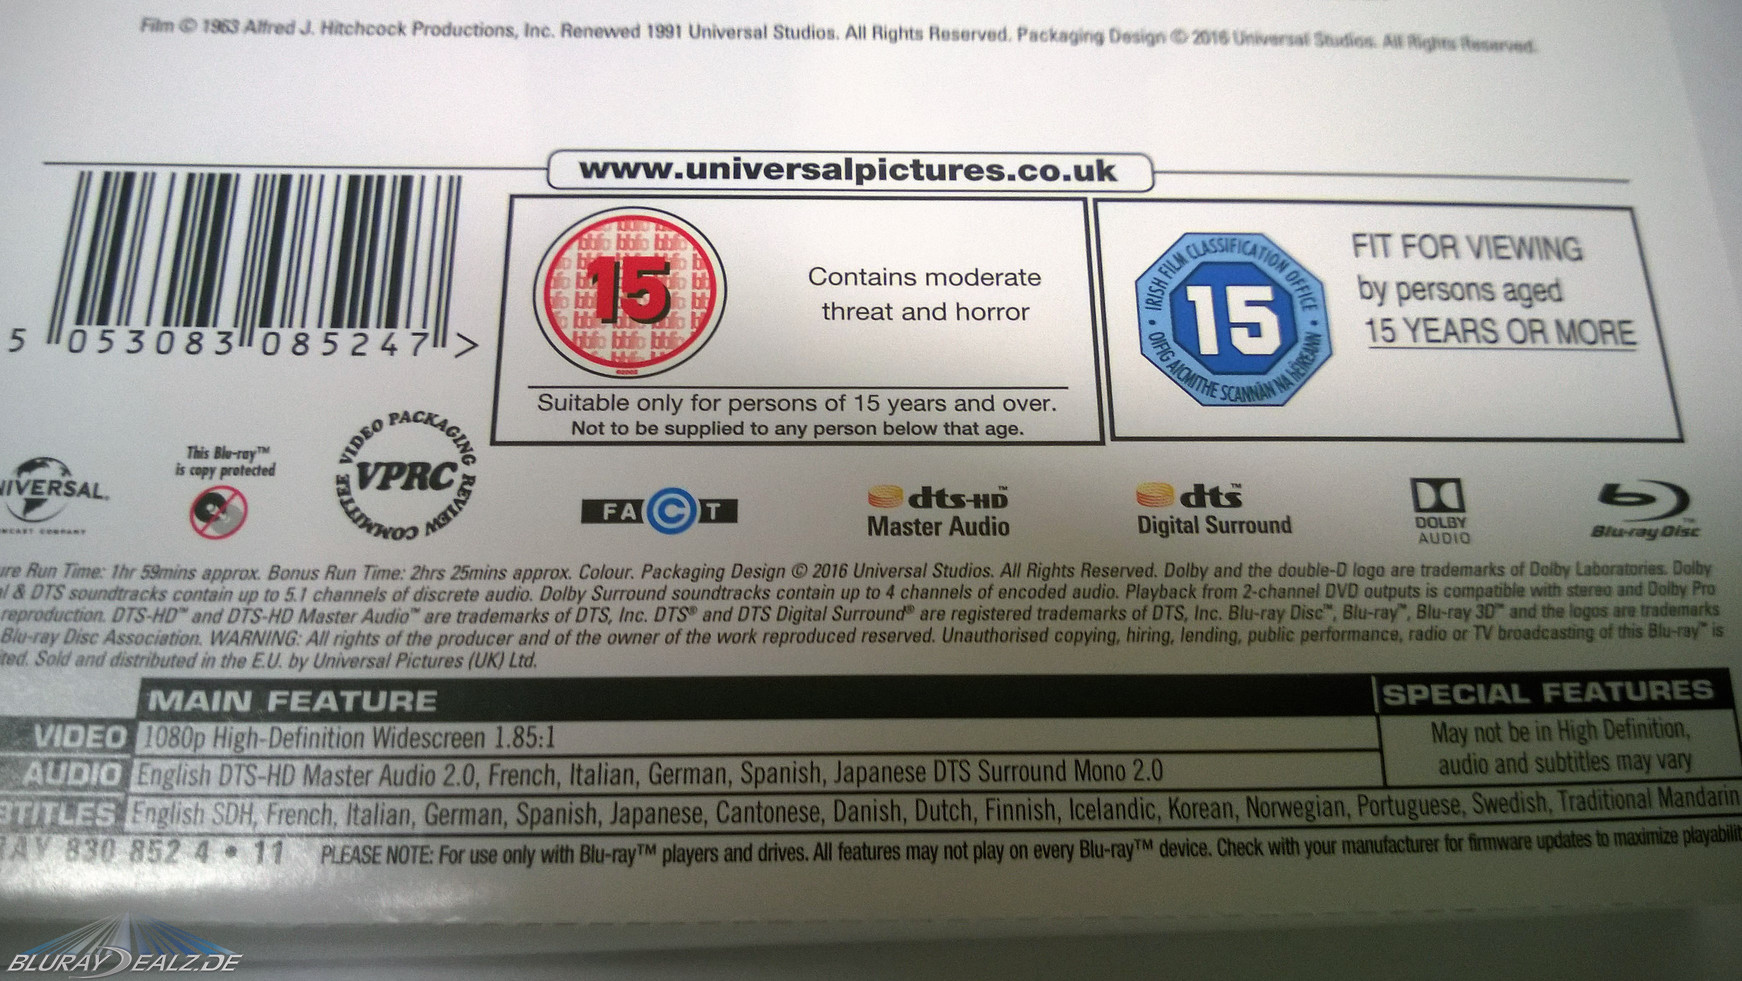 Film © 1963 Alfred J. Hitchcock Productions, Inc. Renewed 1991 Universal Studios. All Rights Reserved. Packaging Design © 2016 Universal Studios. All Rights Reserved.
www.universalpictures.co.uk
5 053083 085247 >
bbfc
15
Contains moderate
threat and horror
Suitable only for persons of 15 years and over.
Not to be supplied to any person below that age.
IRISH FILM CLASSIFICATION OFFICE • OIFIG AICMITHE SCANNÁN NA hÉIREANN •
15
FIT FOR VIEWING
by persons aged
15 YEARS OR MORE
IVERSAL
This Blu-ray™
is copy protected
VIDEO PACKAGING REVIEW COMMITTEE
VPRC
FACT
dts-HD™
Master Audio
dts™
Digital Surround
DOLBY
AUDIO
Blu-ray Disc™
ure Run Time: 1hr 59mins approx. Bonus Run Time: 2hrs 25mins approx. Colour. Packaging Design © 2016 Universal Studios. All Rights Reserved. Dolby and the double-D logo are trademarks of Dolby Laboratories. Dolby
l & DTS soundtracks contain up to 5.1 channels of discrete audio. Dolby Surround soundtracks contain up to 4 channels of encoded audio. Playback from 2-channel DVD outputs is compatible with stereo and Dolby Pro
reproduction. DTS-HD™ and DTS-HD Master Audio™ are trademarks of DTS, Inc. DTS® and DTS Digital Surround® are registered trademarks of DTS, Inc. Blu-ray Disc™, Blu-ray™, Blu-ray 3D™ and the logos are trademarks
Blu-ray Disc Association. WARNING: All rights of the producer and of the owner of the work reproduced reserved. Unauthorised copying, hiring, lending, public performance, radio or TV broadcasting of this Blu-ray™ is
ted. Sold and distributed in the E.U. by Universal Pictures (UK) Ltd.
MAIN FEATURE
SPECIAL FEATURES
VIDEO 1080p High-Definition Widescreen 1.85:1
May not be in High Definition,
audio and subtitles may vary
AUDIO English DTS-HD Master Audio 2.0, French, Italian, German, Spanish, Japanese DTS Surround Mono 2.0
BTITLES English SDH, French, Italian, German, Spanish, Japanese, Cantonese, Danish, Dutch, Finnish, Icelandic, Korean, Norwegian, Portuguese, Swedish, Traditional Mandarin
RAY 830 852 4 • 11 PLEASE NOTE: For use only with Blu-ray™ players and drives. All features may not play on every Blu-ray™ device. Check with your manufacturer for firmware updates to maximize playabilit
BLURAYDEALZ.DE